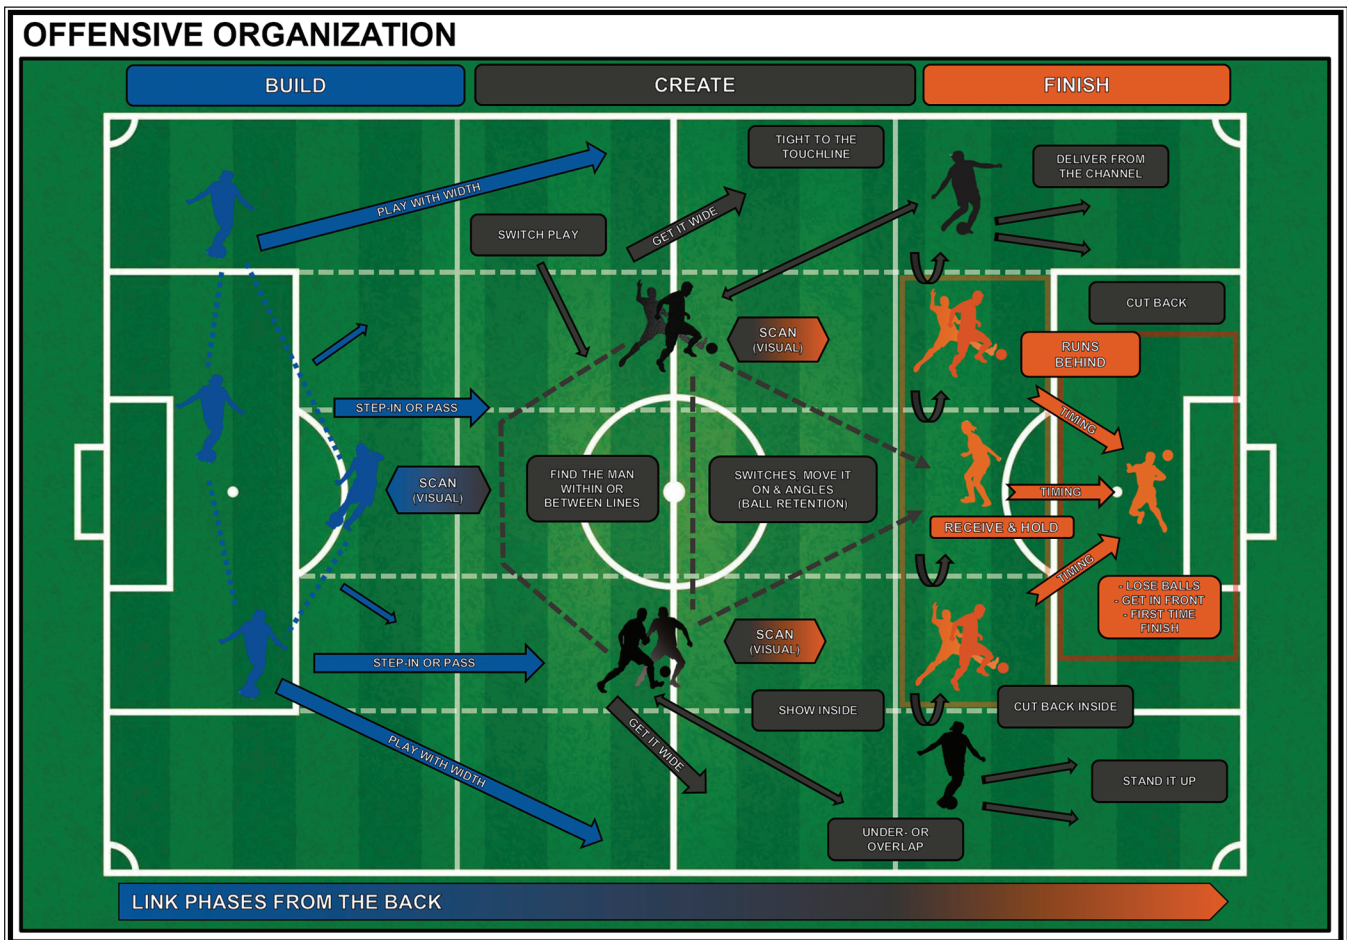 OFFENSIVE ORGANIZATION
BUILD
CREATE
FINISH
TIGHT TO THE
TOUCHLINE
DELIVER FROM
THE CHANNEL
PLAY WITH WIDTH
GET IT WIDE
SWITCH PLAY
CUT BACK
SCAN
(VISUAL)
RUNS
BEHIND
STEP-IN OR PASS
TIMING
SCAN
(VISUAL)
FIND THE MAN
WITHIN OR
BETWEEN LINES
SWITCHES, MOVE IT
ON & ANGLES
(BALL RETENTION)
TIMING
RECEIVE & HOLD
TIMING
- LOSE BALLS
- GET IN FRONT
- FIRST TIME
FINISH
SCAN
(VISUAL)
STEP-IN OR PASS
SHOW INSIDE
CUT BACK INSIDE
GET IT WIDE
PLAY WITH WIDTH
STAND IT UP
UNDER- OR
OVERLAP
LINK PHASES FROM THE BACK